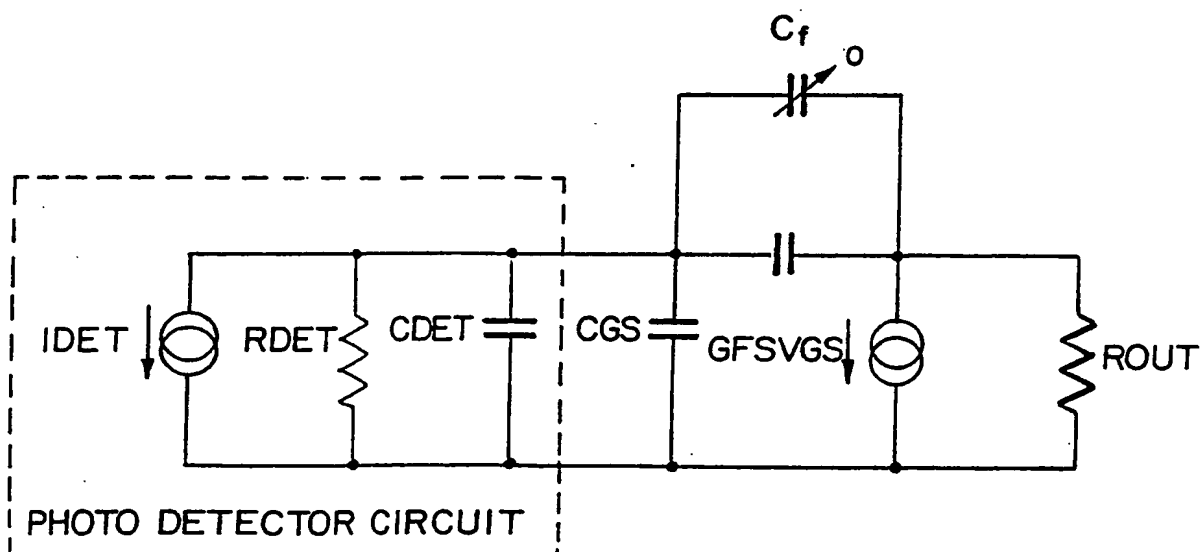 Cf
o
IDET
RDET
CDET
CGS
GFSVGS
ROUT
PHOTO DETECTOR CIRCUIT